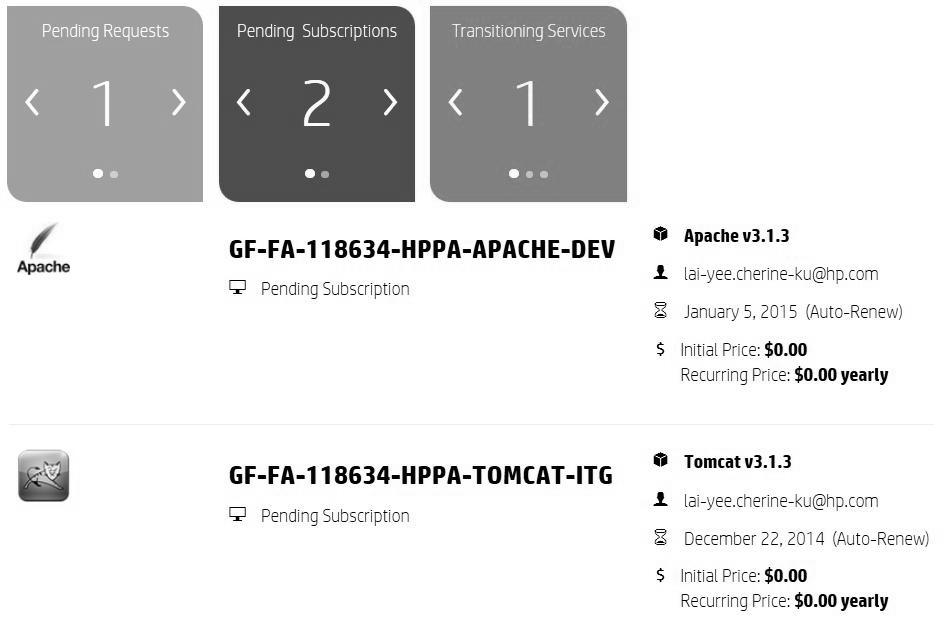 Pending Requests
1
Pending Subscriptions
2
Transitioning Services
1
Apache
GF-FA-118634-HPPA-APACHE-DEV
Pending Subscription
Apache v3.1.3
lai-yee.cherine-ku@hp.com
January 5, 2015 (Auto-Renew)
$ Initial Price: $0.00
Recurring Price: $0.00 yearly
GF-FA-118634-HPPA-TOMCAT-ITG
Pending Subscription
Tomcat v3.1.3
lai-yee.cherine-ku@hp.com
December 22, 2014 (Auto-Renew)
$ Initial Price: $0.00
Recurring Price: $0.00 yearly